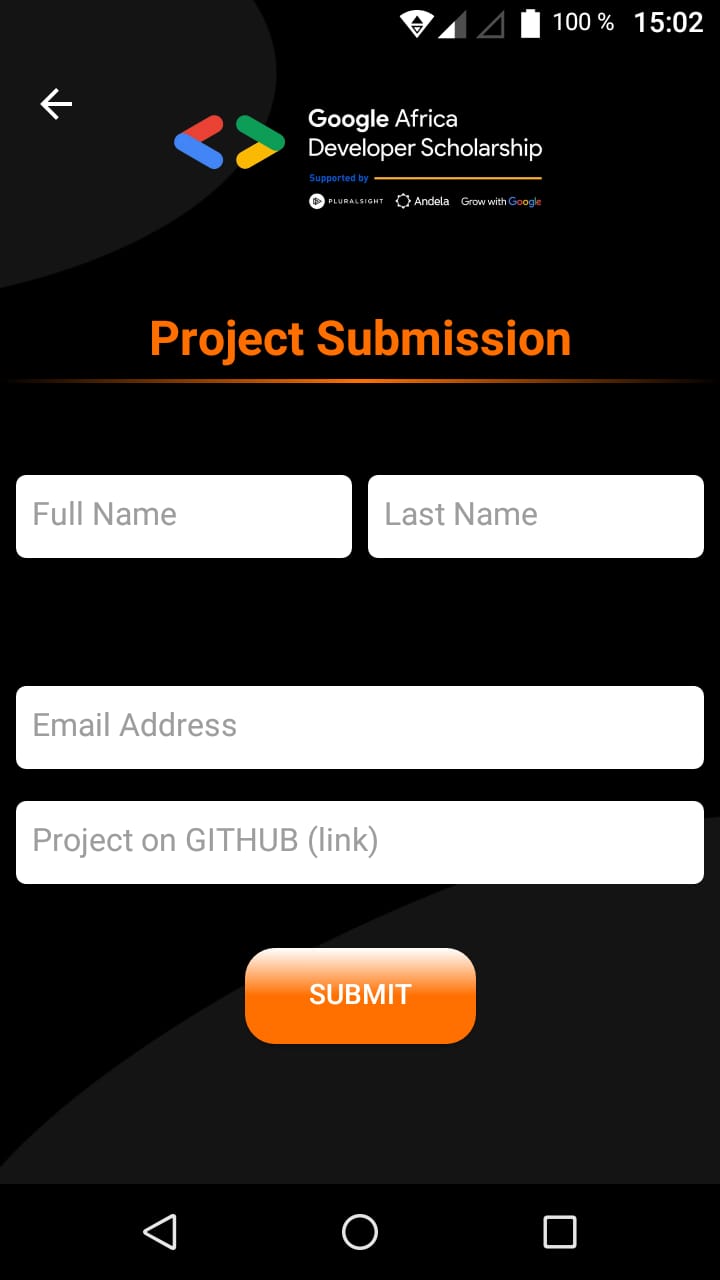 100 % 15:02
Google Africa
Developer Scholarship
Supported by
PLURALSIGHT Andela Grow with Google
Project Submission
Full Name Last Name
Email Address
Project on GITHUB (link)
SUBMIT